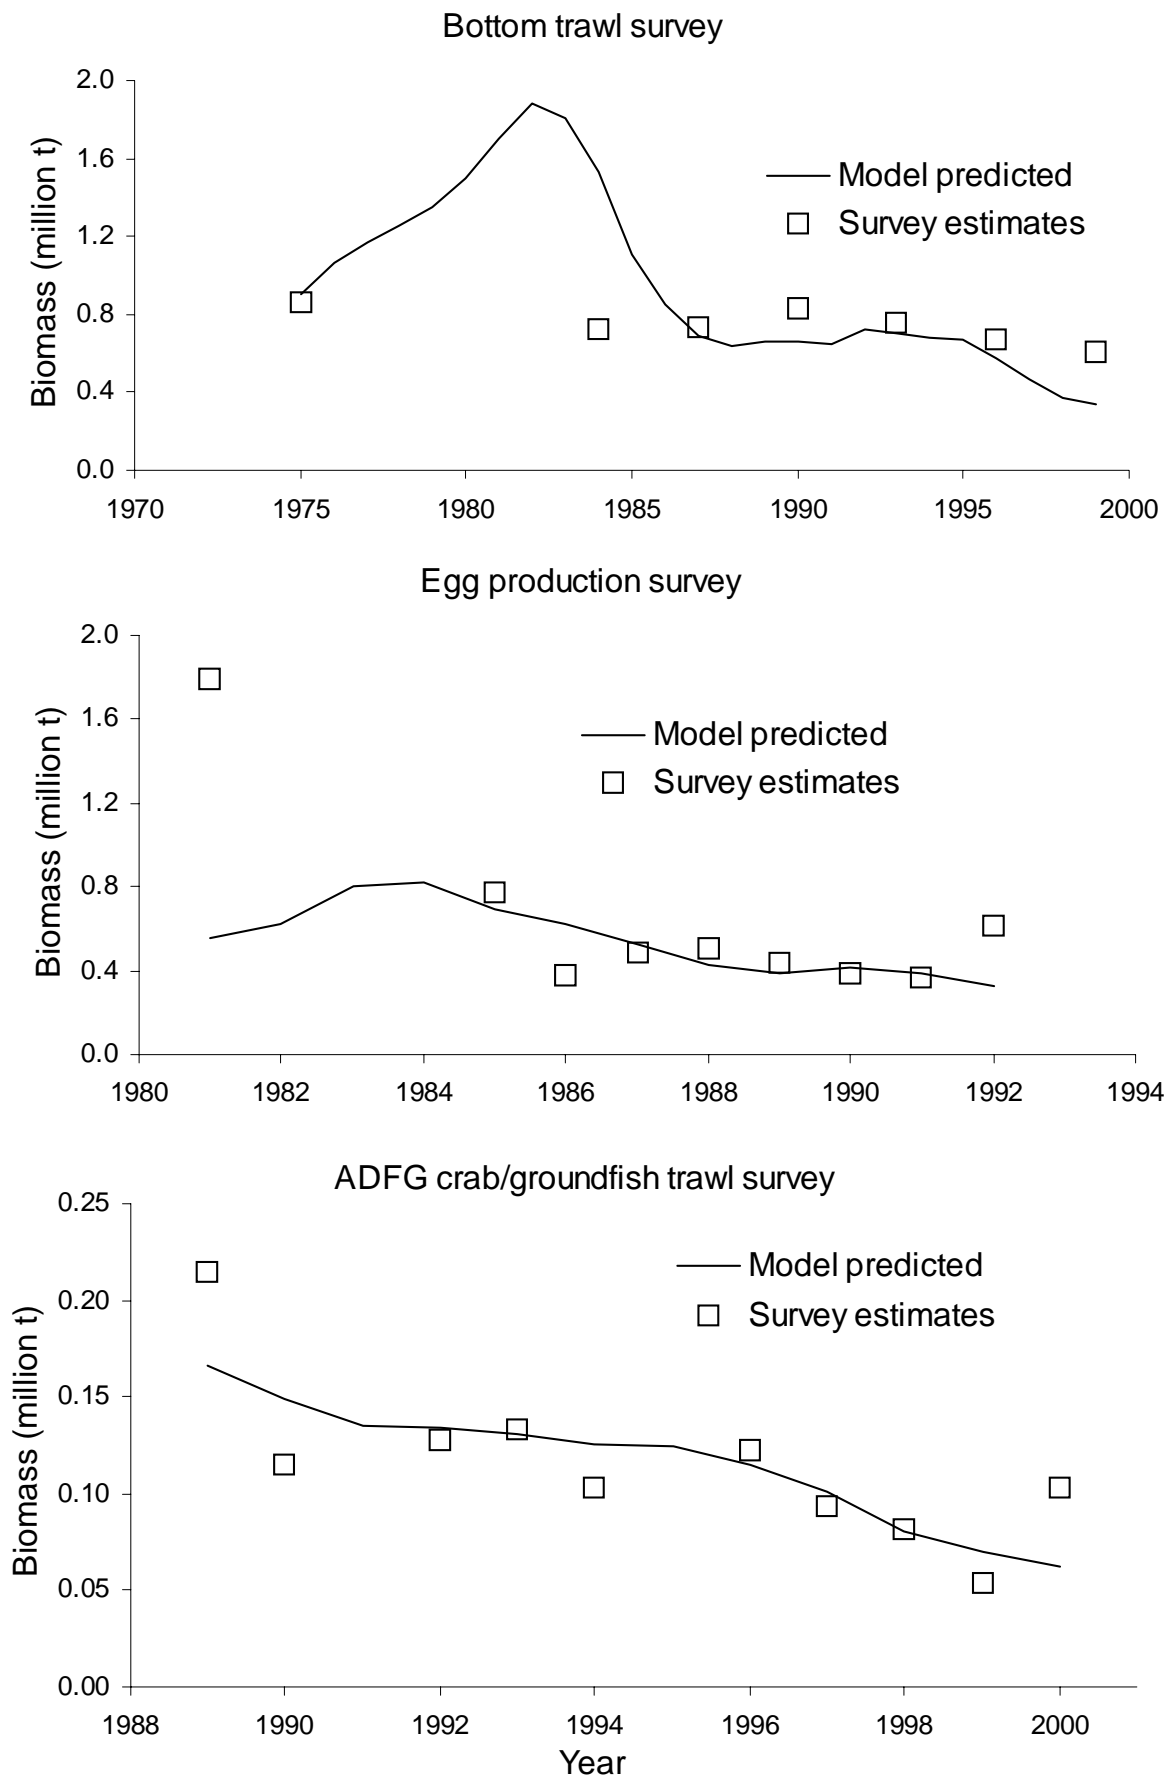 Bottom trawl survey
2.0
1.6
1.2
0.8
0.4
0.0
Biomass (million t)
Model predicted
Survey estimates
1970 1975 1980 1985 1990 1995 2000
Egg production survey
2.0
1.6
1.2
0.8
0.4
0.0
Biomass (million t)
Model predicted
Survey estimates
1980 1982 1984 1986 1988 1990 1992 1994
ADFG crab/groundfish trawl survey
0.25
0.20
0.15
0.10
0.05
0.00
Biomass (million t)
Model predicted
Survey estimates
1988 1990 1992 1994 1996 1998 2000
Year